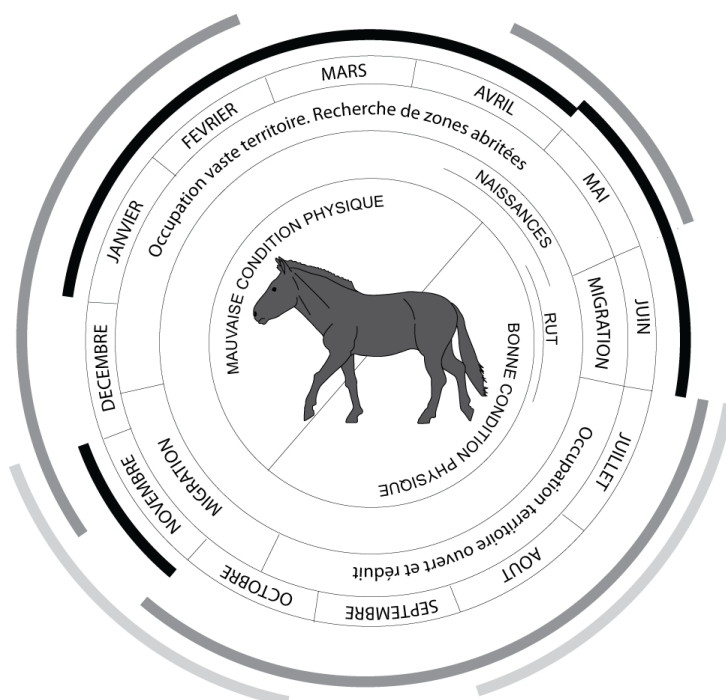 JANVIER
FEVRIER
MARS
AVRIL
MAI
JUIN
JUILLET
AOUT
SEPTEMBRE
OCTOBRE
NOVEMBRE
DECEMBRE
Occupation vaste territoire. Recherche de zones abritées
MIGRATION
Occupation territoire ouvert et réduit
MIGRATION
NAISSANCES
RUT
MAUVAISE CONDITION PHYSIQUE
BONNE CONDITION PHYSIQUE